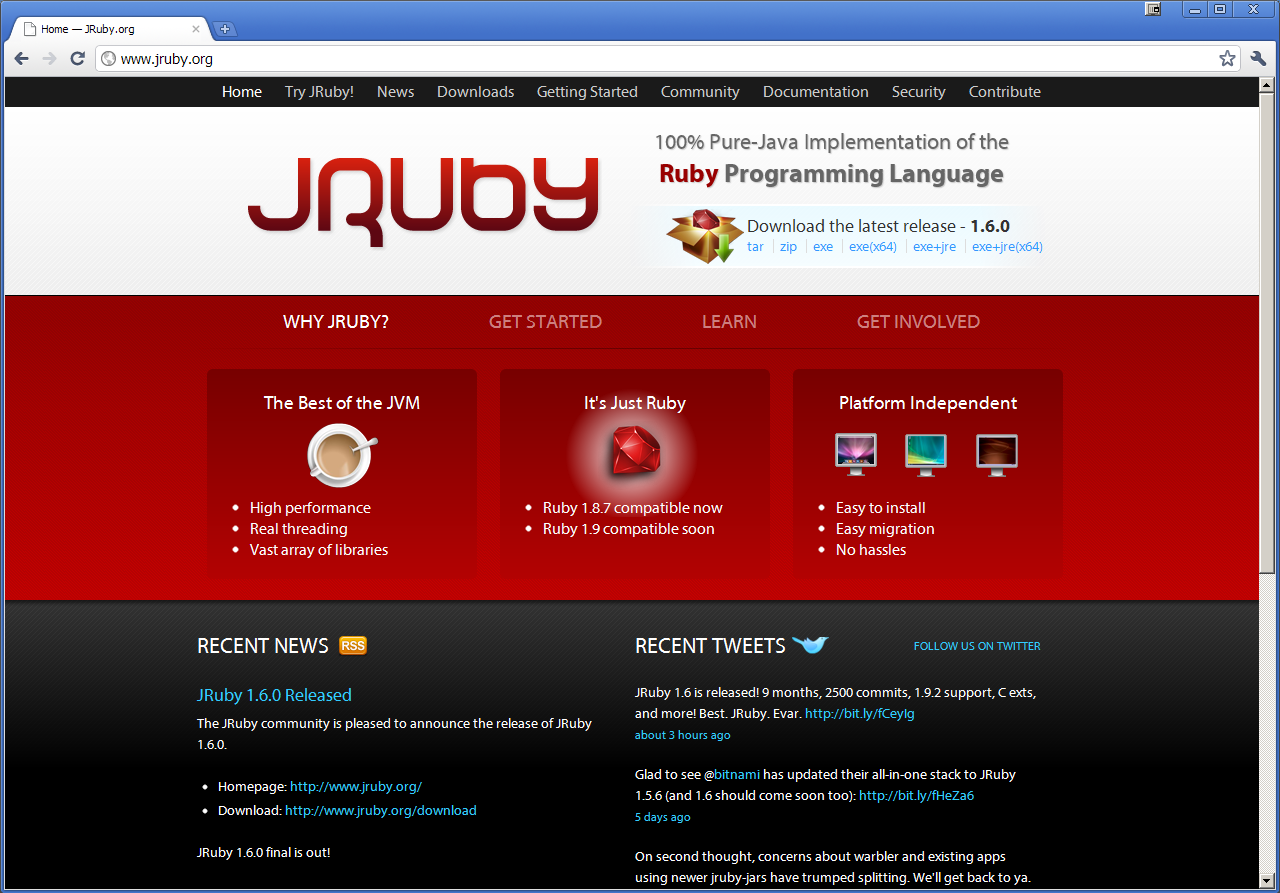 Home — JRuby.org
www.jruby.org
Home Try JRuby! News Downloads Getting Started Community Documentation Security Contribute
JRuby
100% Pure-Java Implementation of the
Ruby Programming Language
Download the latest release - 1.6.0
tar zip exe exe(x64) exe+jre exe+jre(x64)
WHY JRUBY? GET STARTED LEARN GET INVOLVED
The Best of the JVM
High performance
Real threading
Vast array of libraries
It's Just Ruby
Ruby 1.8.7 compatible now
Ruby 1.9 compatible soon
Platform Independent
Easy to install
Easy migration
No hassles
RECENT NEWS RSS
JRuby 1.6.0 Released
The JRuby community is pleased to announce the release of JRuby
1.6.0.
Homepage: http://www.jruby.org/
Download: http://www.jruby.org/download
JRuby 1.6.0 final is out!
RECENT TWEETS FOLLOW US ON TWITTER
JRuby 1.6 is released! 9 months, 2500 commits, 1.9.2 support, C exts,
and more! Best. JRuby. Evar. http://bit.ly/fCeyIg
about 3 hours ago
Glad to see @bitnami has updated their all-in-one stack to JRuby
1.5.6 (and 1.6 should come soon too): http://bit.ly/fHeZa6
5 days ago
On second thought, concerns about warbler and existing apps
using newer jruby-jars have trumped splitting. We'll get back to ya.